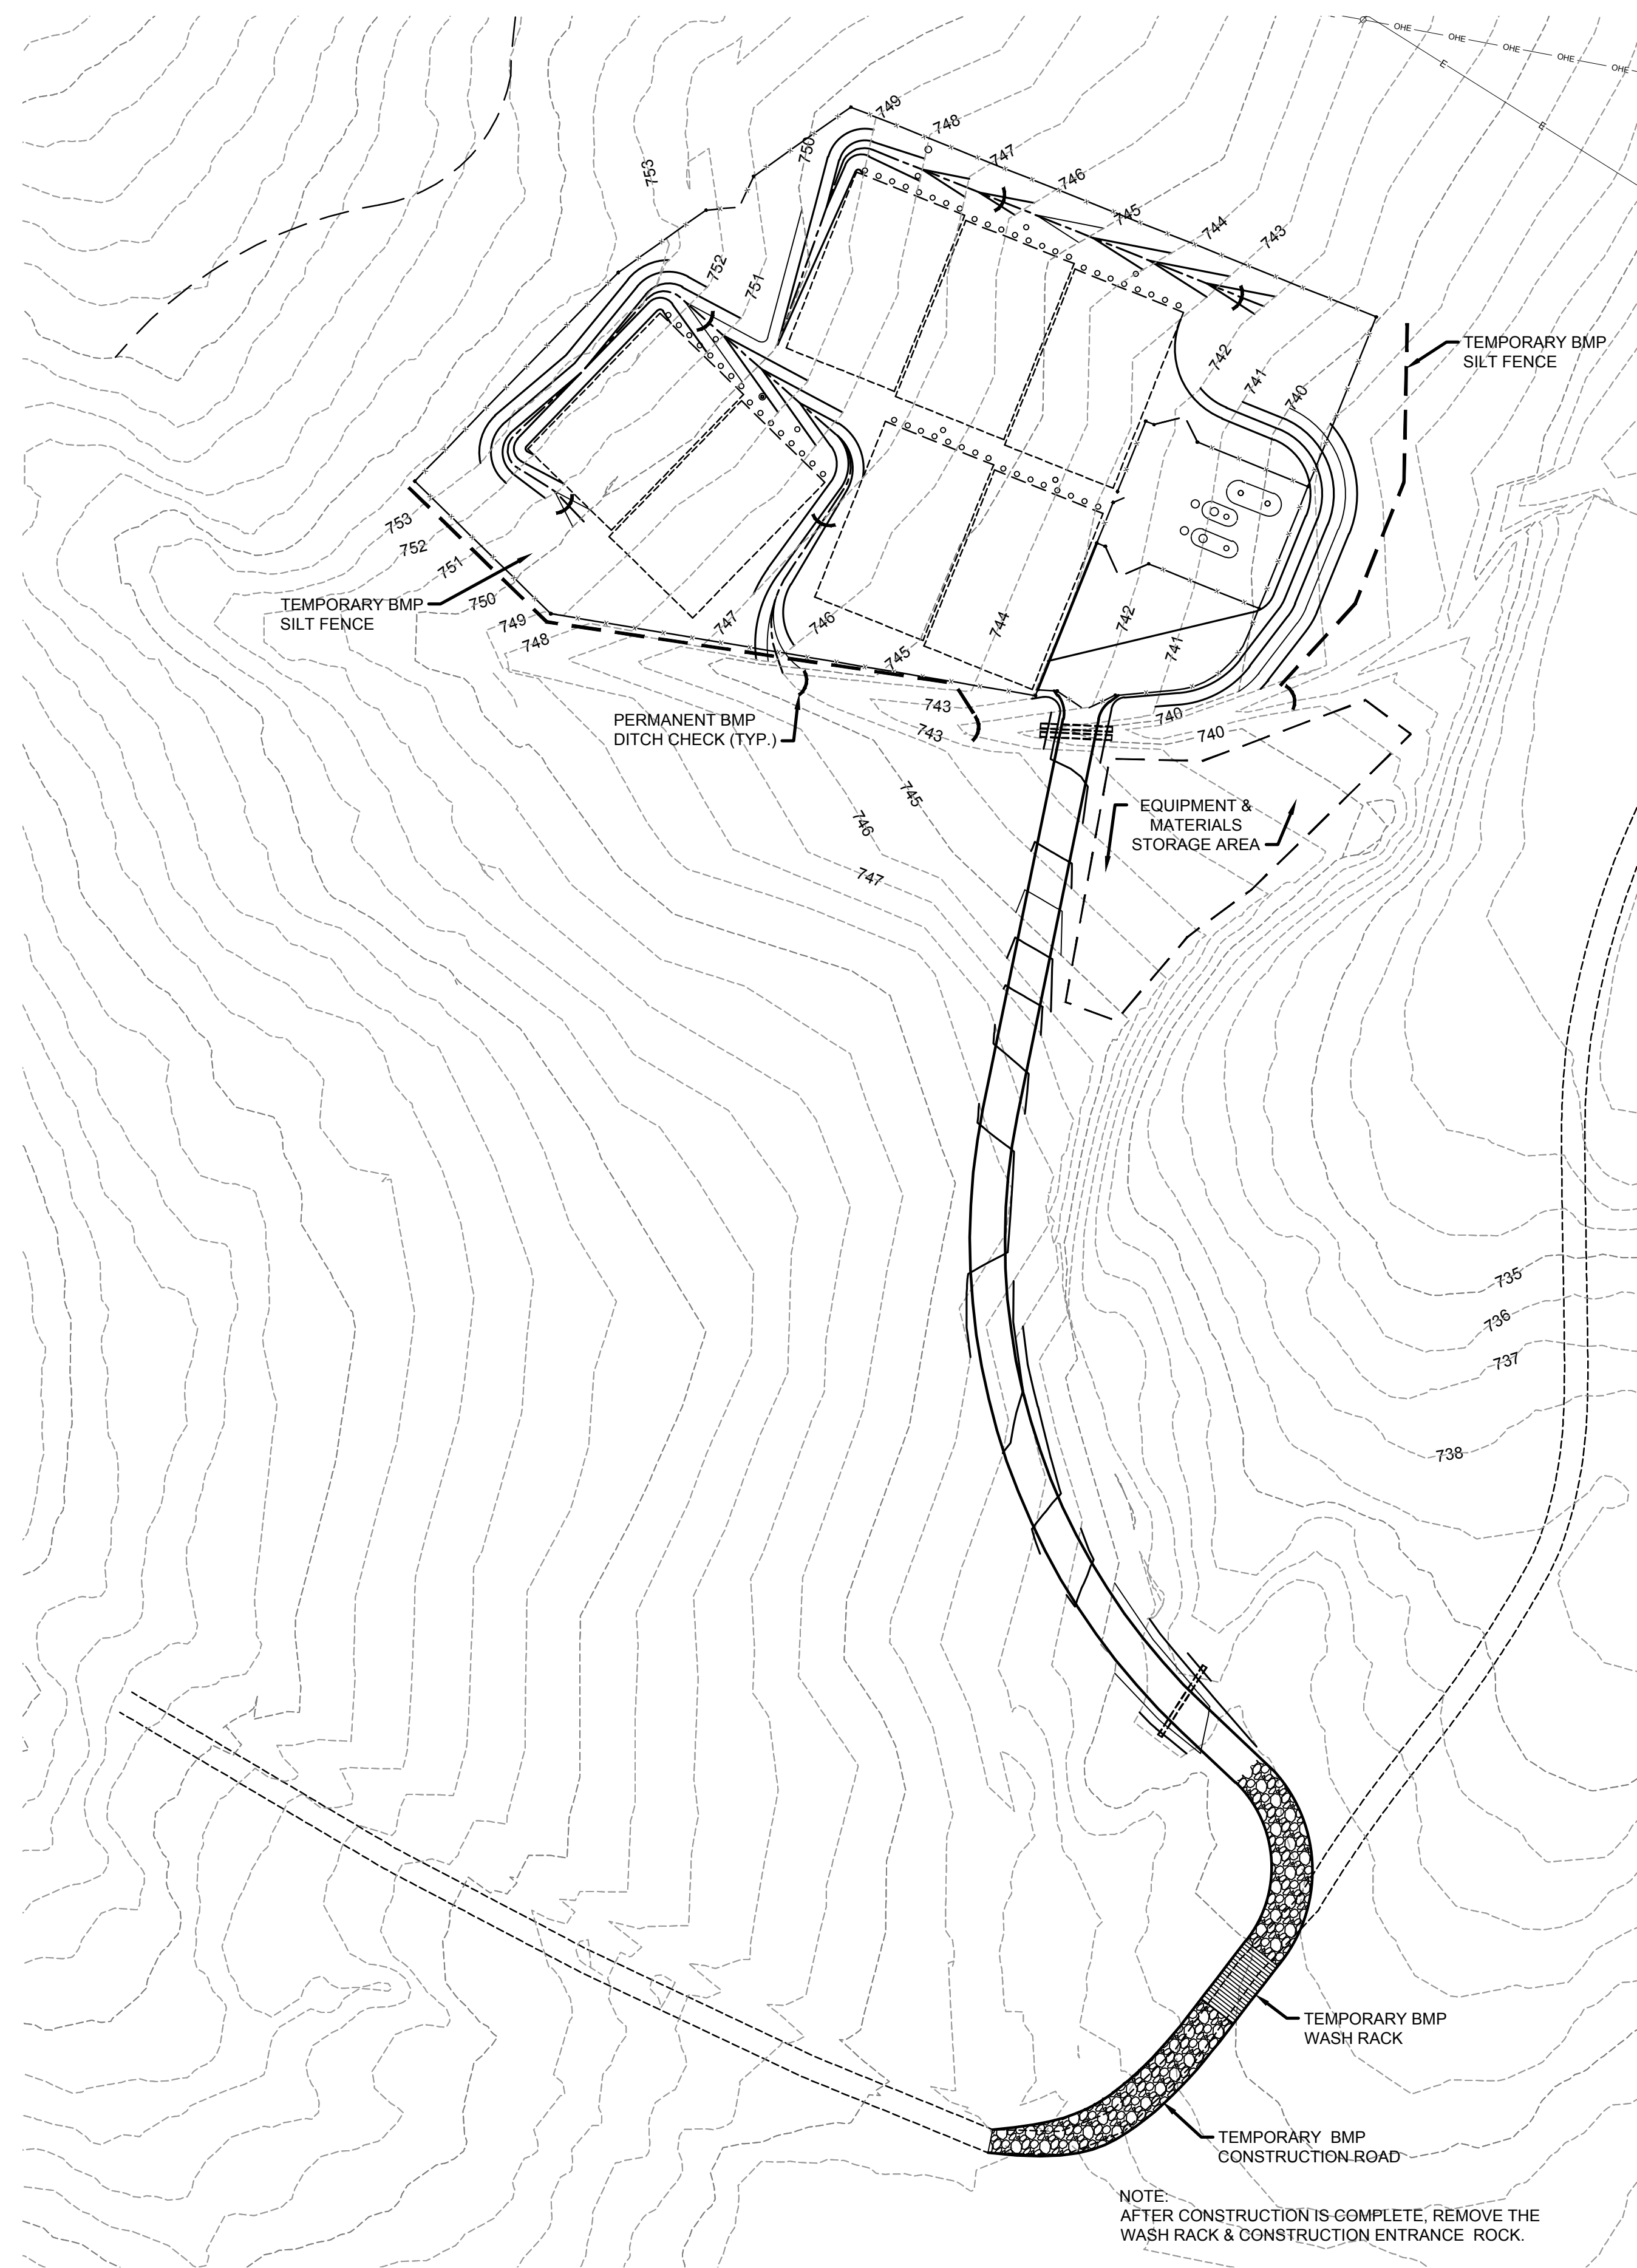 OHE
OHE
OHE
OHE
OHE
E
E
749
748
750
747
746
753
745
744
743
752
751
742
741
740
TEMPORARY BMP
SILT FENCE
753
752
751
750
749
748
TEMPORARY BMP
SILT FENCE
747
746
745
744
742
741
743
743
740
740
PERMANENT BMP
DITCH CHECK (TYP.)
745
746
747
EQUIPMENT &
MATERIALS
STORAGE AREA
735
736
737
738
TEMPORARY BMP
WASH RACK
TEMPORARY BMP
CONSTRUCTION ROAD
NOTE:
AFTER CONSTRUCTION IS COMPLETE, REMOVE THE
WASH RACK & CONSTRUCTION ENTRANCE ROCK.